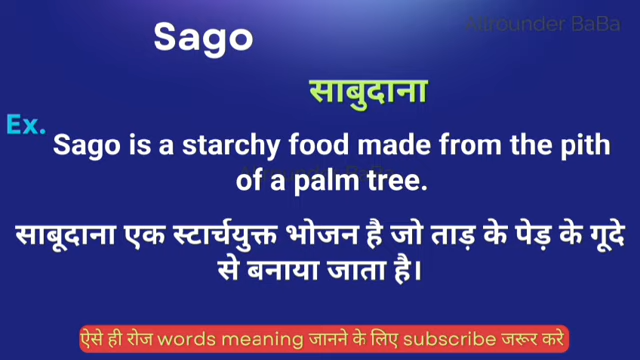 Allrounder BaBa
Sago
साबुदाना
Ex.
Sago is a starchy food made from the pith
of a palm tree.
साबूदाना एक स्टार्चयुक्त भोजन है जो ताड़ के पेड़ के गूदे
से बनाया जाता है।
ऐसे ही रोज words meaning जानने के लिए subscribe जरूर करे